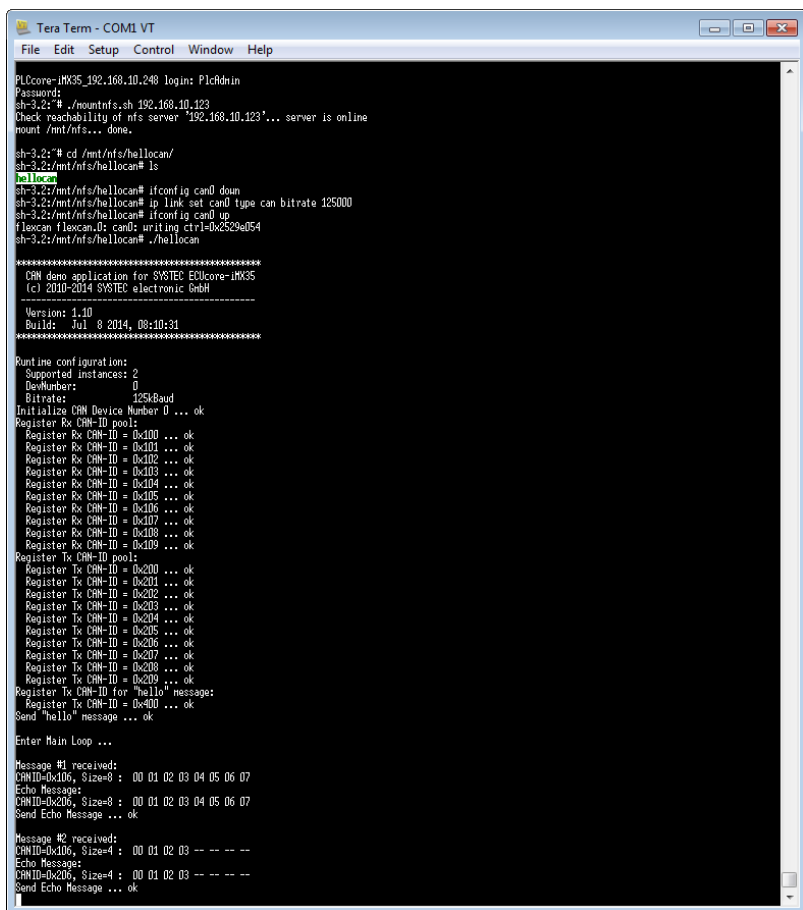 Tera Term - COM1 VT
File Edit Setup Control Window Help
PLCcore-iMX35_192.168.10.248 login: PlcAdmin
Password:
sh-3.2:~# ./mountnfs.sh 192.168.10.123
Check reachability of nfs server '192.168.10.123'... server is online
mount /mnt/nfs... done.
sh-3.2:~# cd /mnt/nfs/hellocan/
sh-3.2:/mnt/nfs/hellocan# ls
hellocan
sh-3.2:/mnt/nfs/hellocan# ifconfig can0 down
sh-3.2:/mnt/nfs/hellocan# ip link set can0 type can bitrate 125000
sh-3.2:/mnt/nfs/hellocan# ifconfig can0 up
flexcan flexcan.0: can0: writing ctrl=0x2529e054
sh-3.2:/mnt/nfs/hellocan# ./hellocan
*************************************************
CAN demo application for SYSTEC ECUcore-iMX35
(c) 2010-2014 SYSTEC electronic GmbH
-----------------------------------------------
Version: 1.10
Build: Jul 8 2014, 08:10:31
*************************************************
Runtime configuration:
Supported instances: 2
DevNumber: 0
Bitrate: 125kBaud
Initialize CAN Device Number 0 ... ok
Register Rx CAN-ID pool:
Register Rx CAN-ID = 0x100 ... ok
Register Rx CAN-ID = 0x101 ... ok
Register Rx CAN-ID = 0x102 ... ok
Register Rx CAN-ID = 0x103 ... ok
Register Rx CAN-ID = 0x104 ... ok
Register Rx CAN-ID = 0x105 ... ok
Register Rx CAN-ID = 0x106 ... ok
Register Rx CAN-ID = 0x107 ... ok
Register Rx CAN-ID = 0x108 ... ok
Register Rx CAN-ID = 0x109 ... ok
Register Tx CAN-ID pool:
Register Tx CAN-ID = 0x200 ... ok
Register Tx CAN-ID = 0x201 ... ok
Register Tx CAN-ID = 0x202 ... ok
Register Tx CAN-ID = 0x203 ... ok
Register Tx CAN-ID = 0x204 ... ok
Register Tx CAN-ID = 0x205 ... ok
Register Tx CAN-ID = 0x206 ... ok
Register Tx CAN-ID = 0x207 ... ok
Register Tx CAN-ID = 0x208 ... ok
Register Tx CAN-ID = 0x209 ... ok
Register Tx CAN-ID for "hello" message:
Register Tx CAN-ID = 0x400 ... ok
Send "hello" message ... ok
Enter Main Loop ...
Message #1 received:
CANID=0x106, Size=8 : 00 01 02 03 04 05 06 07
Echo Message:
CANID=0x206, Size=8 : 00 01 02 03 04 05 06 07
Send Echo Message ... ok
Message #2 received:
CANID=0x106, Size=4 : 00 01 02 03 -- -- -- --
Echo Message:
CANID=0x206, Size=4 : 00 01 02 03 -- -- -- --
Send Echo Message ... ok